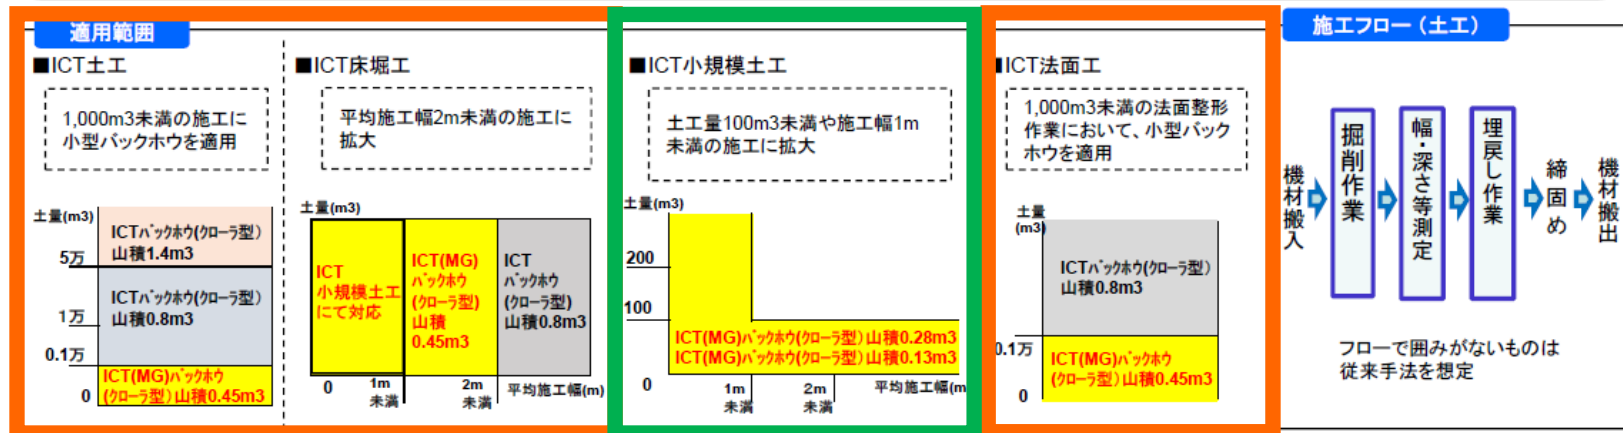 適用範囲
■ICT土工
1,000m3未満の施工に
小型バックホウを適用
土量(m3)
5万
1万
0.1万
0
ICTバックホウ(クローラ型)
山積1.4m3
ICTバックホウ(クローラ型)
山積0.8m3
ICT(MG)バックホウ
(クローラ型)山積0.45m3
■ICT床堀工
平均施工幅2m未満の施工に
拡大
土量(m3)
ICT
小規模土工
にて対応
ICT(MG)
バックホウ
(クローラ型)
山積
0.45m3
ICT
バックホウ
(クローラ型)
山積0.8m3
0
1m
未満
2m
未満
平均施工幅(m)
■ICT小規模土工
土工量100m3未満や施工幅1m
未満の施工に拡大
土量(m3)
200
100
0
ICT(MG)バックホウ(クローラ型)山積0.28m3
ICT(MG)バックホウ(クローラ型)山積0.13m3
1m
未満
2m
未満
平均施工幅(m
■ICT法面工
1,000m3未満の法面整形
作業において、小型バック
ホウを適用
土量
(m3)
0.1万
0
ICTバックホウ(クローラ型)
山積0.8m3
ICT(MG)バックホウ
(クローラ型)山積0.45m3
施工フロー(土工)
機材搬入
掘削作業
幅・深さ等測定
埋戻し作業
締固め
機材搬出
フローで囲みがないものは
従来手法を想定